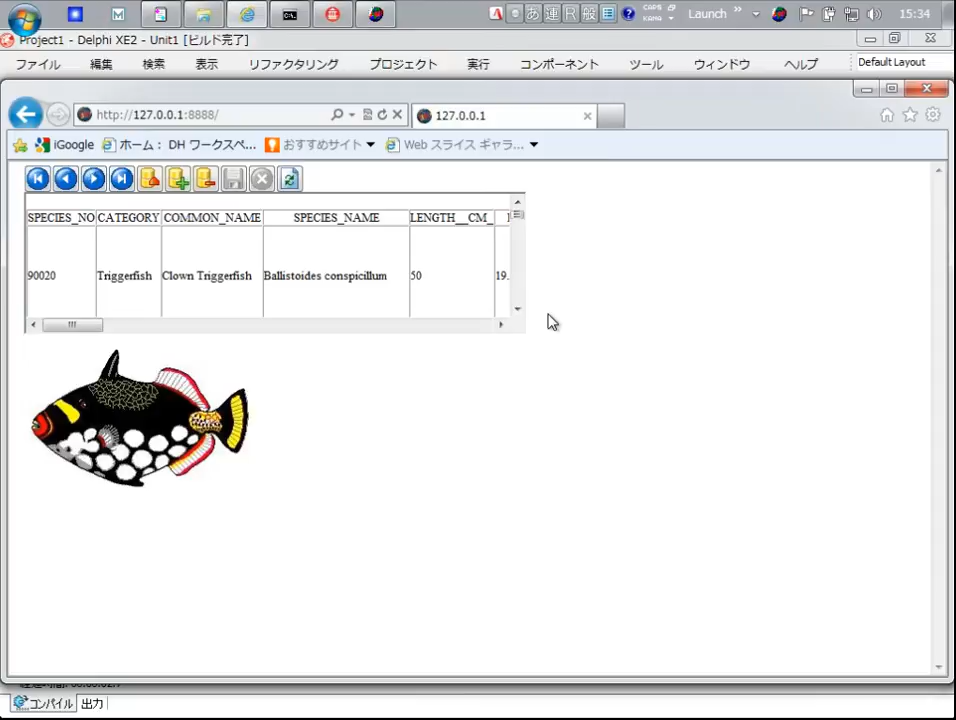 Launch
15:34
Project1 - Delphi XE2 - Unit1 [ビルド完了]
ファイル 編集 検索 表示 リファクタリング プロジェクト 実行 コンポーネント ツール ウィンドウ ヘルプ Default Layout
http://127.0.0.1:8888/ 127.0.0.1
iGoogle ホーム： DH ワークスペ... おすすめサイト Web スライス ギャラ...
SPECIES_NO CATEGORY COMMON_NAME SPECIES_NAME LENGTH__CM_
90020 Triggerfish Clown Triggerfish Ballistoides conspicillum 50 19.
コンパイル 出力